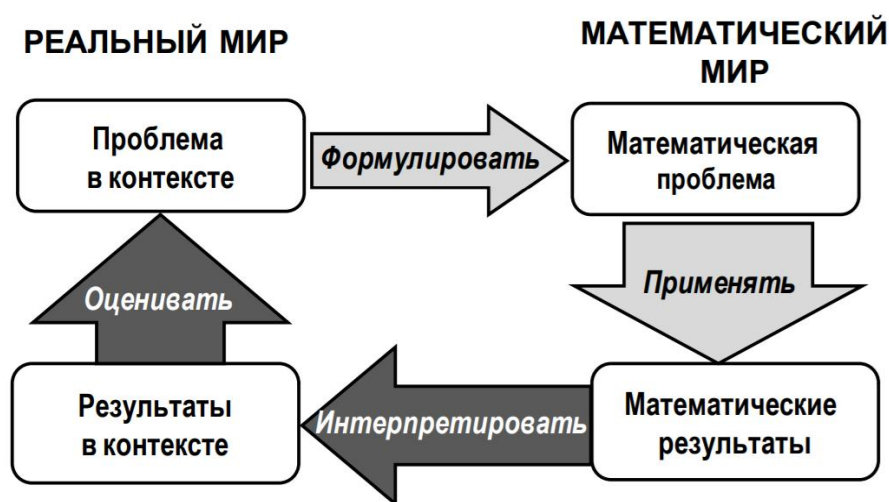 РЕАЛЬНЫЙ МИР
МАТЕМАТИЧЕСКИЙ
МИР
Проблема
в контексте
Формулировать
Математическая
проблема
Оценивать
Применять
Результаты
в контексте
Интерпретировать
Математические
результаты